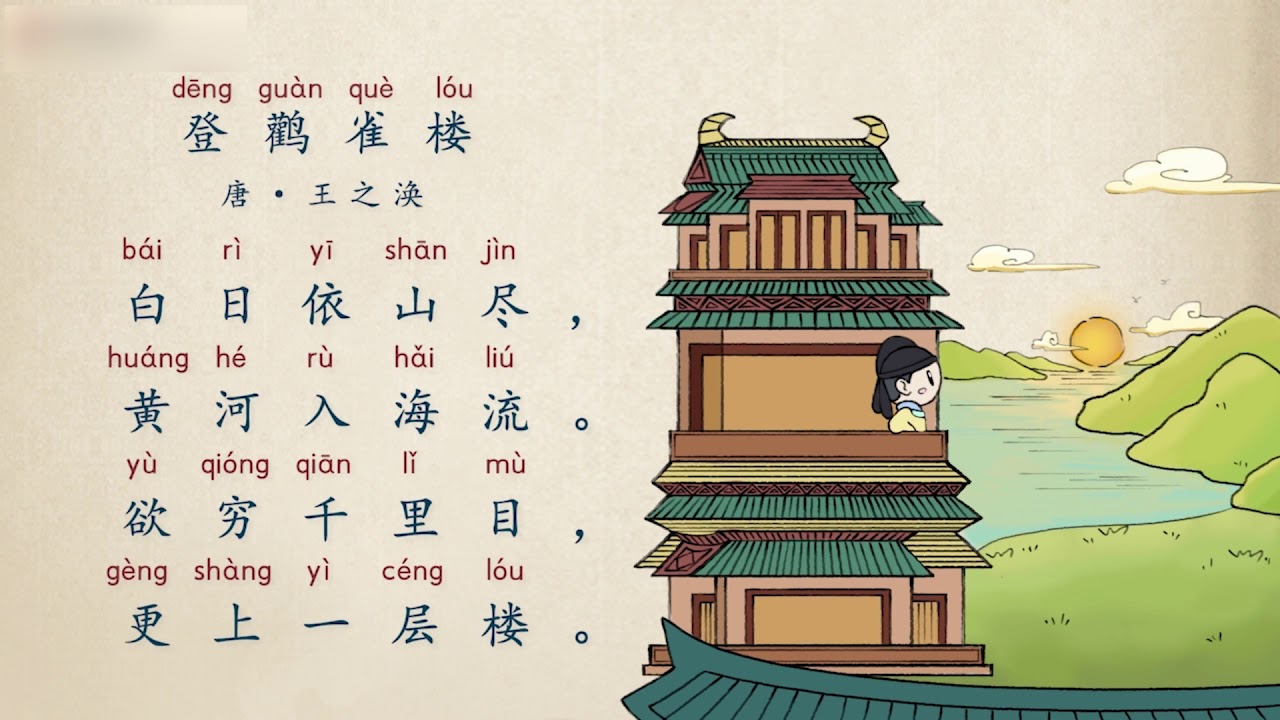 dēng guàn què lóu
登鹳雀楼
唐·王之涣
bái rì yī shān jìn
白日依山尽，
huáng hé rù hǎi liú
黄河入海流。
yù qióng qiān lǐ mù
欲穷千里目，
gèng shàng yì céng lóu
更上一层楼。